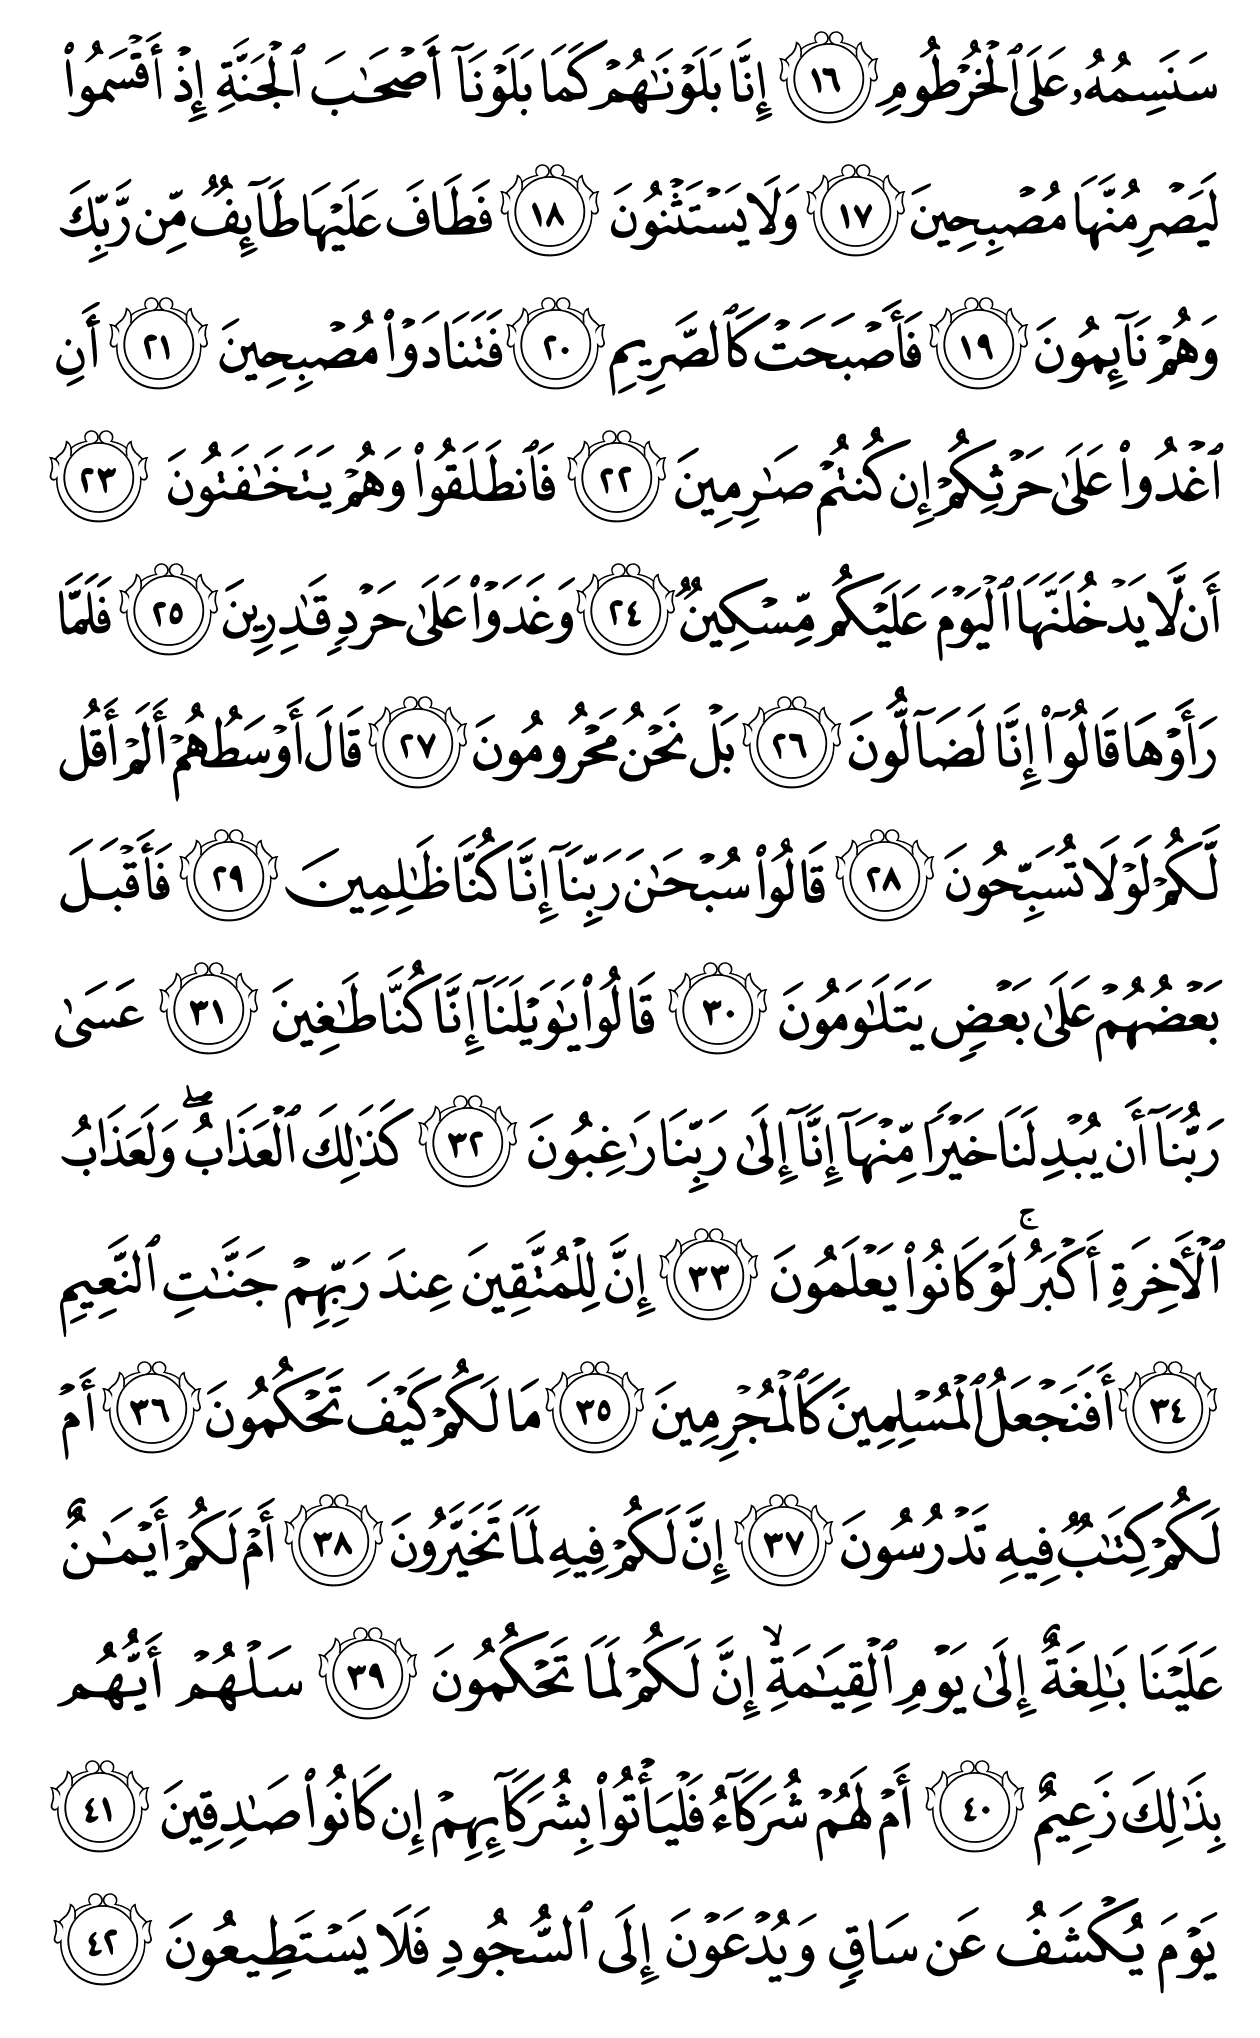 سَنَسِمُهُۥ عَلَى ٱلْخُرْطُومِ ١٦ إِنَّا بَلَوْنَـٰهُمْ كَمَا بَلَوْنَآ أَصْحَـٰبَ ٱلْجَنَّةِ إِذْ أَقْسَمُوا۟
لَيَصْرِمُنَّهَا مُصْبِحِينَ ١٧ وَلَا يَسْتَثْنُونَ ١٨ فَطَافَ عَلَيْهَا طَآئِفٌ مِّن رَّبِّكَ
وَهُمْ نَآئِمُونَ ١٩ فَأَصْبَحَتْ كَٱلصَّرِيمِ ٢٠ فَتَنَادَوْا۟ مُصْبِحِينَ ٢١ أَنِ
ٱغْدُوا۟ عَلَىٰ حَرْثِكُمْ إِن كُنتُمْ صَـٰرِمِينَ ٢٢ فَٱنطَلَقُوا۟ وَهُمْ يَتَخَـٰفَتُونَ ٢٣
أَن لَّا يَدْخُلَنَّهَا ٱلْيَوْمَ عَلَيْكُم مِّسْكِينٌ ٢٤ وَغَدَوْا۟ عَلَىٰ حَرْدٍ قَـٰدِرِينَ ٢٥ فَلَمَّا
رَأَوْهَا قَالُوٓا۟ إِنَّا لَضَآلُّونَ ٢٦ بَلْ نَحْنُ مَحْرُومُونَ ٢٧ قَالَ أَوْسَطُهُمْ أَلَمْ أَقُل
لَّكُمْ لَوْلَا تُسَبِّحُونَ ٢٨ قَالُوا۟ سُبْحَـٰنَ رَبِّنَآ إِنَّا كُنَّا ظَـٰلِمِينَ ٢٩ فَأَقْبَلَ
بَعْضُهُمْ عَلَىٰ بَعْضٍ يَتَلَـٰوَمُونَ ٣٠ قَالُوا۟ يَـٰوَيْلَنَآ إِنَّا كُنَّا طَـٰغِينَ ٣١ عَسَىٰ
رَبُّنَآ أَن يُبْدِلَنَا خَيْرًا مِّنْهَآ إِنَّآ إِلَىٰ رَبِّنَا رَٰغِبُونَ ٣٢ كَذَٰلِكَ ٱلْعَذَابُ ۖ وَلَعَذَابُ
ٱلْـَٔاخِرَةِ أَكْبَرُ ۚ لَوْ كَانُوا۟ يَعْلَمُونَ ٣٣ إِنَّ لِلْمُتَّقِينَ عِندَ رَبِّهِمْ جَنَّـٰتِ ٱلنَّعِيمِ
٣٤ أَفَنَجْعَلُ ٱلْمُسْلِمِينَ كَٱلْمُجْرِمِينَ ٣٥ مَا لَكُمْ كَيْفَ تَحْكُمُونَ ٣٦ أَمْ
لَكُمْ كِتَـٰبٌ فِيهِ تَدْرُسُونَ ٣٧ إِنَّ لَكُمْ فِيهِ لَمَا تَخَيَّرُونَ ٣٨ أَمْ لَكُمْ أَيْمَـٰنٌ
عَلَيْنَا بَـٰلِغَةٌ إِلَىٰ يَوْمِ ٱلْقِيَـٰمَةِ ۙ إِنَّ لَكُمْ لَمَا تَحْكُمُونَ ٣٩ سَلْهُمْ أَيُّهُم
بِذَٰلِكَ زَعِيمٌ ٤٠ أَمْ لَهُمْ شُرَكَآءُ فَلْيَأْتُوا۟ بِشُرَكَآئِهِمْ إِن كَانُوا۟ صَـٰدِقِينَ ٤١
يَوْمَ يُكْشَفُ عَن سَاقٍ وَيُدْعَوْنَ إِلَى ٱلسُّجُودِ فَلَا يَسْتَطِيعُونَ ٤٢